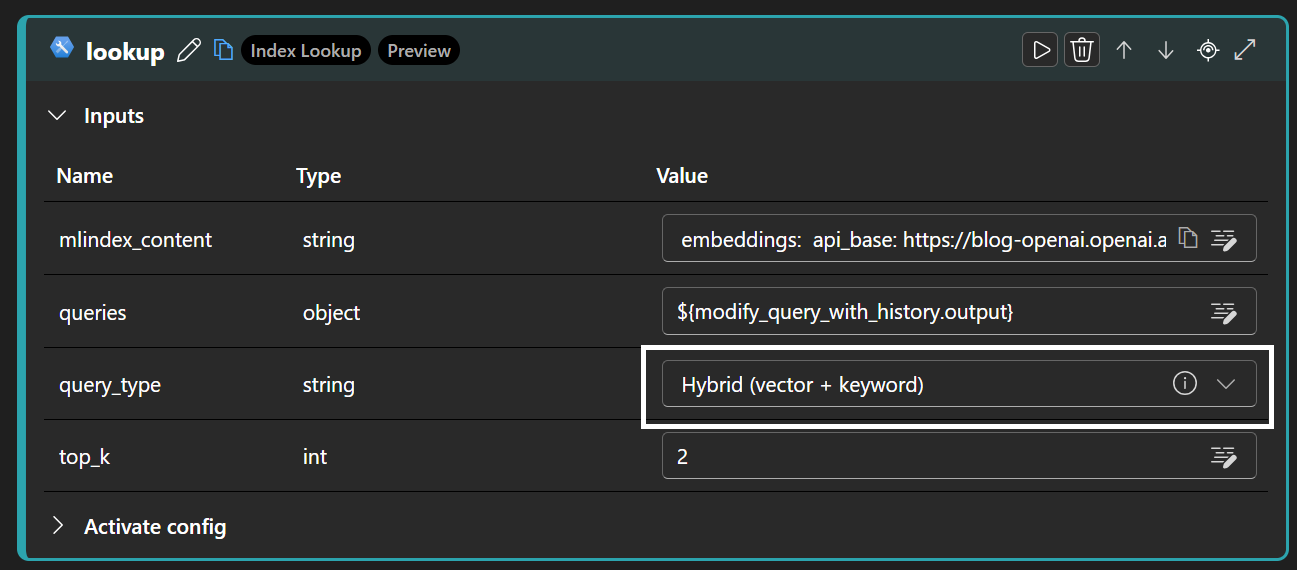 lookup Index Lookup Preview
Inputs
Name Type Value
mlindex_content string embeddings: api_base: https://blog-openai.openai.a
queries object ${modify_query_with_history.output}
query_type string Hybrid (vector + keyword)
top_k int 2
Activate config